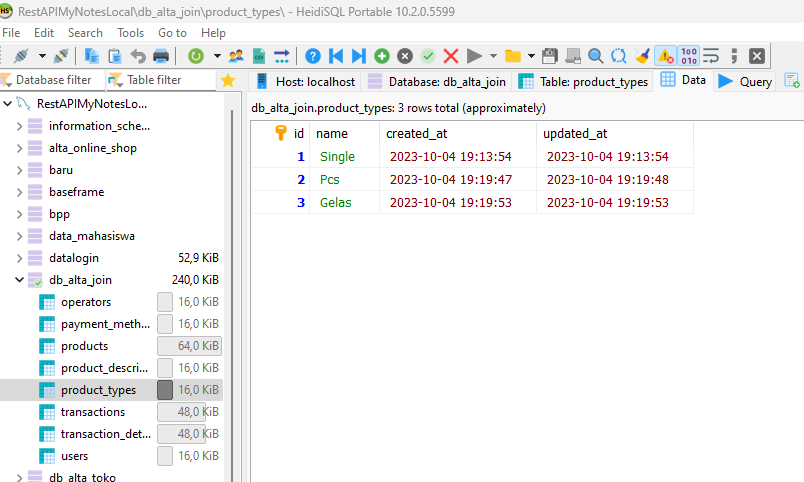 RestAPIMyNotesLocal\db_alta_join\product_types\ - HeidiSQL Portable 10.2.0.5599
File Edit Search Tools Go to Help
Database filter Table filter Host: localhost Database: db_alta_join Table: product_types Data Query
RestAPIMyNotesLo...
information_sche...
alta_online_shop
baru
baseframe
bpp
data_mahasiswa
datalogin 52,9 KiB
db_alta_join 240,0 KiB
operators 16,0 KiB
payment_meth... 16,0 KiB
products 64,0 KiB
product_descri... 16,0 KiB
product_types 16,0 KiB
transactions 48,0 KiB
transaction_det... 48,0 KiB
users 16,0 KiB
db_alta_toko
db_alta_join.product_types: 3 rows total (approximately)
id name created_at updated_at
1 Single 2023-10-04 19:13:54 2023-10-04 19:13:54
2 Pcs 2023-10-04 19:19:47 2023-10-04 19:19:48
3 Gelas 2023-10-04 19:19:53 2023-10-04 19:19:53